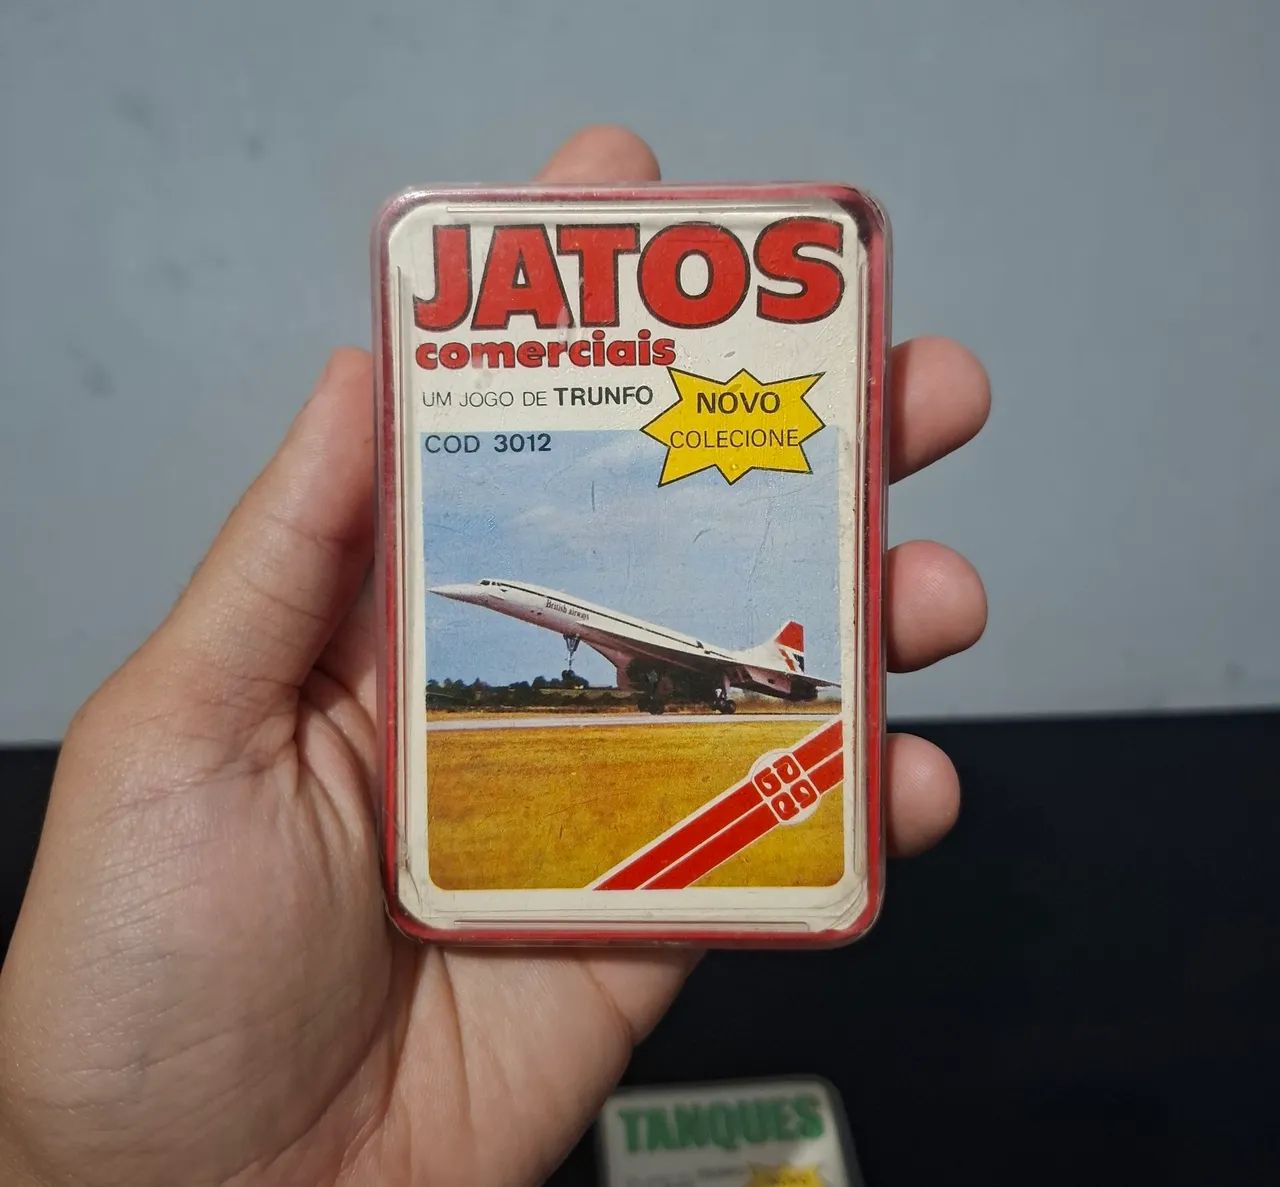 JATOS
comerciais
UM JOGO DE TRUNFO
NOVO
COLECIONE
COD 3012
British airways
TANQUES